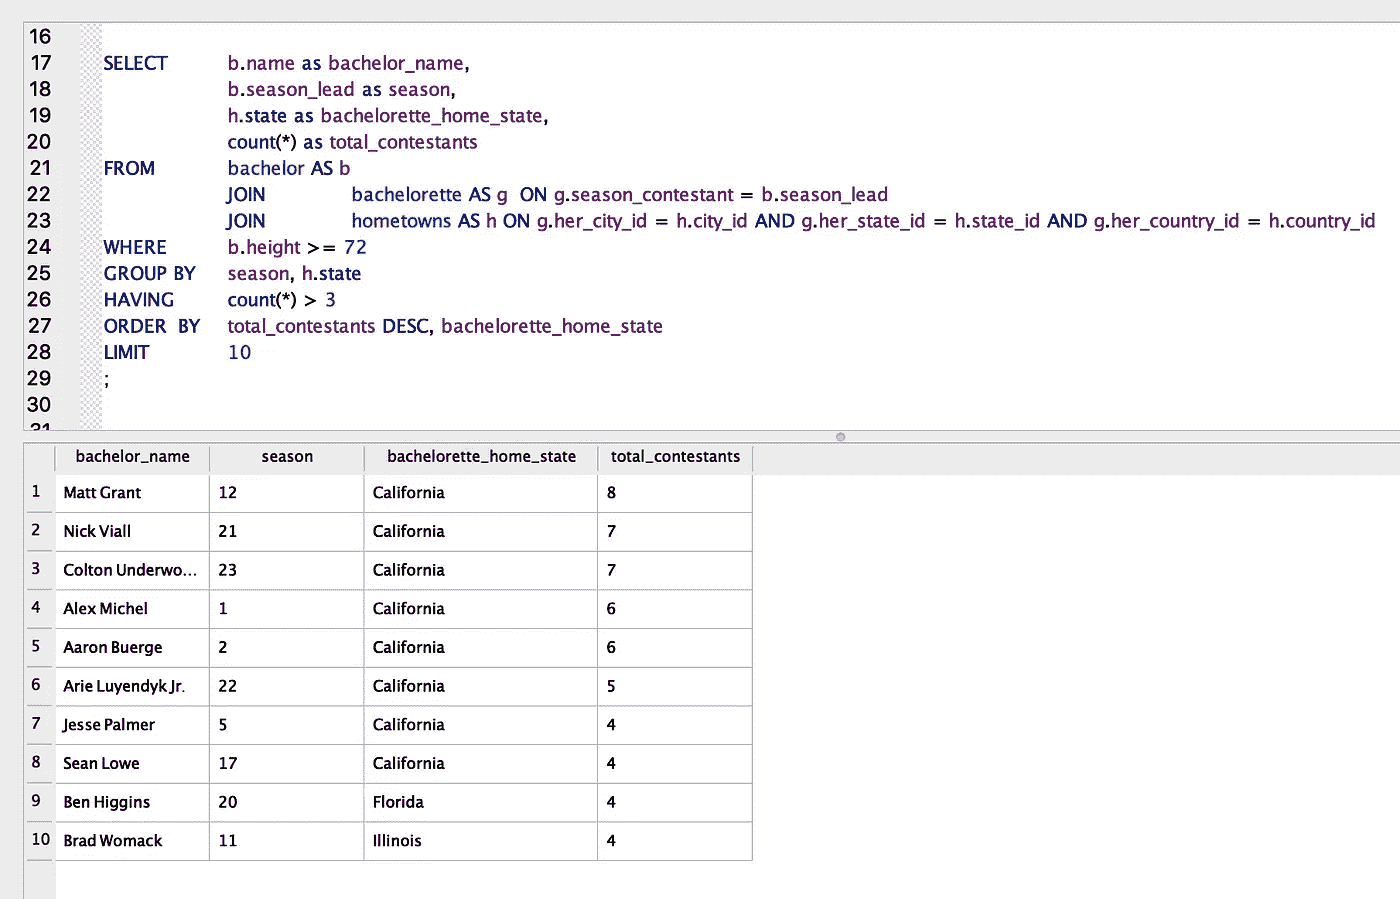 16
17 SELECT b.name as bachelor_name,
18 b.season_lead as season,
19 h.state as bachelorette_home_state,
20 count(*) as total_contestants
21 FROM bachelor AS b
22 JOIN bachelorette AS g ON g.season_contestant = b.season_lead
23 JOIN hometowns AS h ON g.her_city_id = h.city_id AND g.her_state_id = h.state_id AND g.her_country_id = h.country_id
24 WHERE b.height >= 72
25 GROUP BY season, h.state
26 HAVING count(*) > 3
27 ORDER BY total_contestants DESC, bachelorette_home_state
28 LIMIT 10
29 ;
30
31
bachelor_name season bachelorette_home_state total_contestants
1 Matt Grant 12 California 8
2 Nick Viall 21 California 7
3 Colton Underwo... 23 California 7
4 Alex Michel 1 California 6
5 Aaron Buerge 2 California 6
6 Arie Luyendyk Jr. 22 California 5
7 Jesse Palmer 5 California 4
8 Sean Lowe 17 California 4
9 Ben Higgins 20 Florida 4
10 Brad Womack 11 Illinois 4